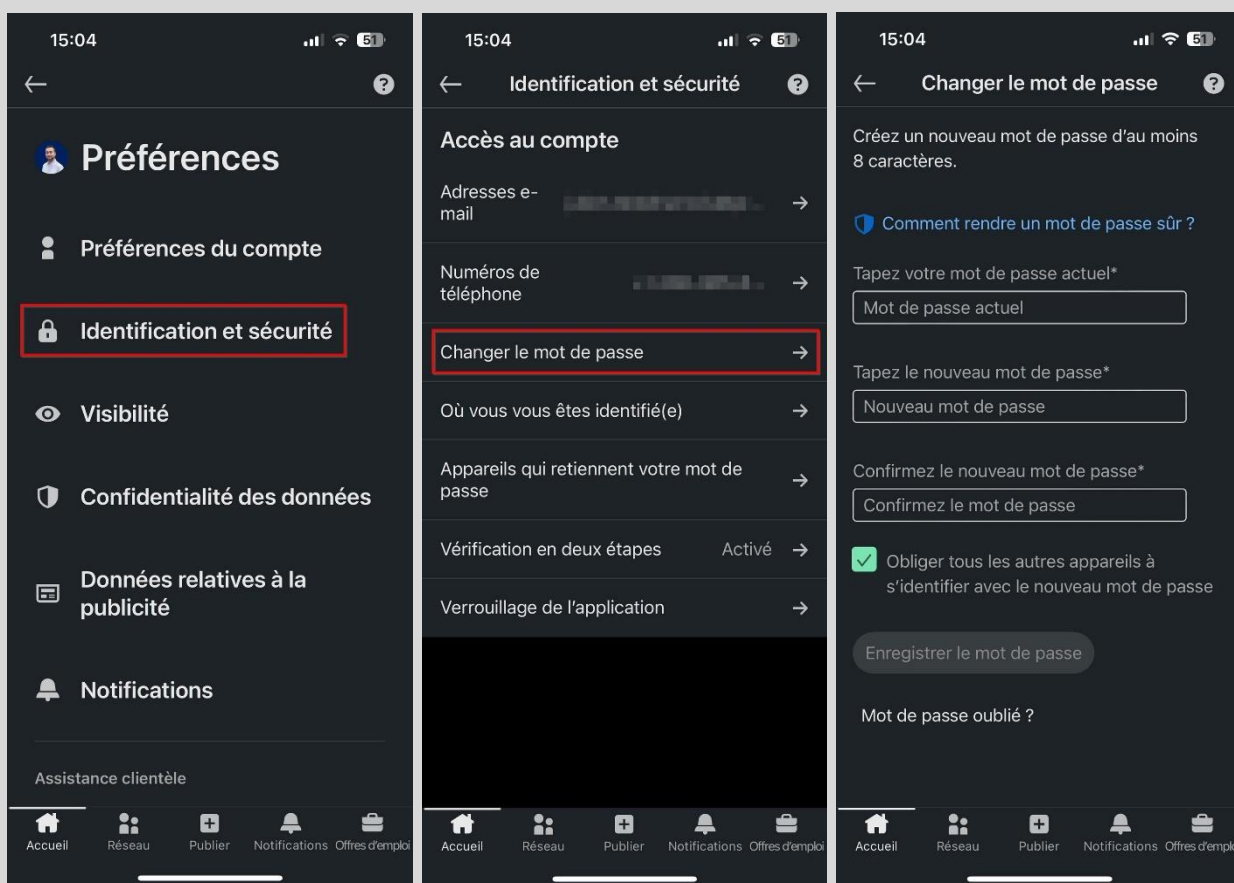 15:04
51
Préférences
Préférences du compte
Identification et sécurité
Visibilité
Confidentialité des données
Données relatives à la
publicité
Notifications
Assistance clientèle
Accueil Réseau Publier Notifications Offres d'emploi
15:04
51
Identification et sécurité
Accès au compte
Adresses e-
mail
Numéros de
téléphone
Changer le mot de passe
Où vous vous êtes identifié(e)
Appareils qui retiennent votre mot de
passe
Vérification en deux étapes Activé
Verrouillage de l'application
Accueil Réseau Publier Notifications Offres d'emploi
15:04
51
Changer le mot de passe
Créez un nouveau mot de passe d'au moins
8 caractères.
Comment rendre un mot de passe sûr ?
Tapez votre mot de passe actuel*
Mot de passe actuel
Tapez le nouveau mot de passe*
Nouveau mot de passe
Confirmez le nouveau mot de passe*
Confirmez le mot de passe
Obliger tous les autres appareils à
s'identifier avec le nouveau mot de passe
Enregistrer le mot de passe
Mot de passe oublié ?
Accueil Réseau Publier Notifications Offres d'emplo